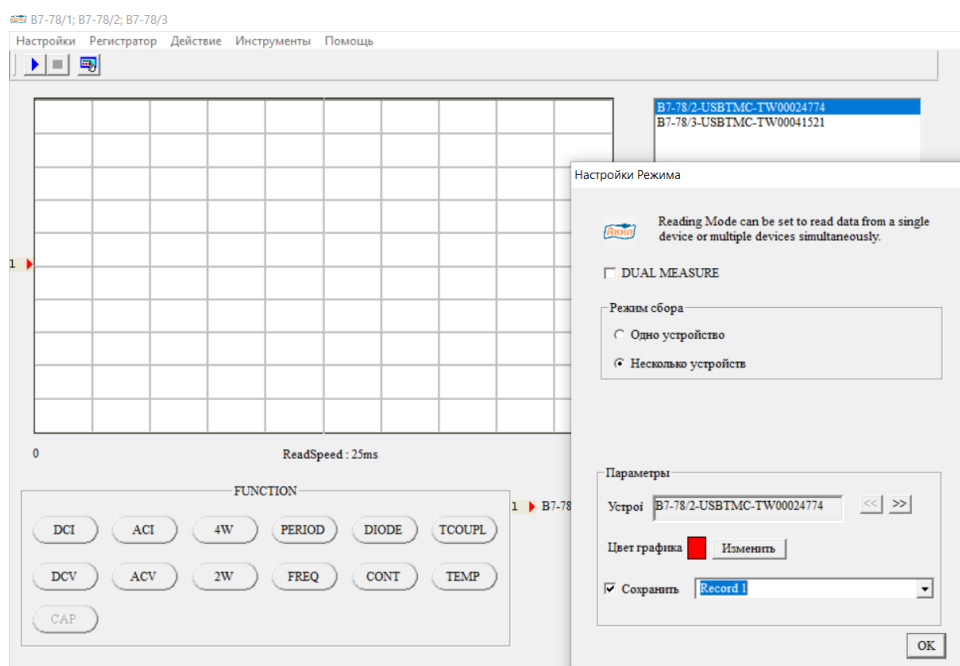 В7-78/1; В7-78/2; В7-78/3
Настройки Регистратор Действие Инструменты Помощь
B7-78/2-USBTMC-TW00024774
B7-78/3-USBTMC-TW00041521
1
0
ReadSpeed : 25ms
FUNCTION
DCI ACI 4W PERIOD DIODE TCOUPL
DCV ACV 2W FREQ CONT TEMP
CAP
1 B7-78
Настройки Режима
Акип
Reading Mode can be set to read data from a single
device or multiple devices simultaneously.
DUAL MEASURE
Режим сбора
Одно устройство
Несколько устройств
Параметры
Устрої B7-78/2-USBTMC-TW00024774 << >>
Цвет графика Изменить
Сохранить Record 1
OK